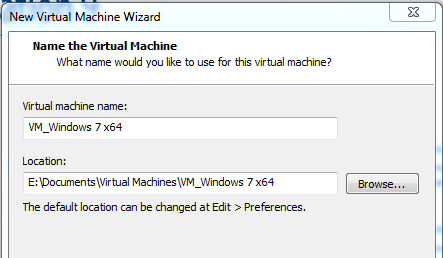 New Virtual Machine Wizard
Name the Virtual Machine
What name would you like to use for this virtual machine?
Virtual machine name:
VM_Windows 7 x64
Location:
E:\Documents\Virtual Machines\VM_Windows 7 x64
Browse...
The default location can be changed at Edit > Preferences.